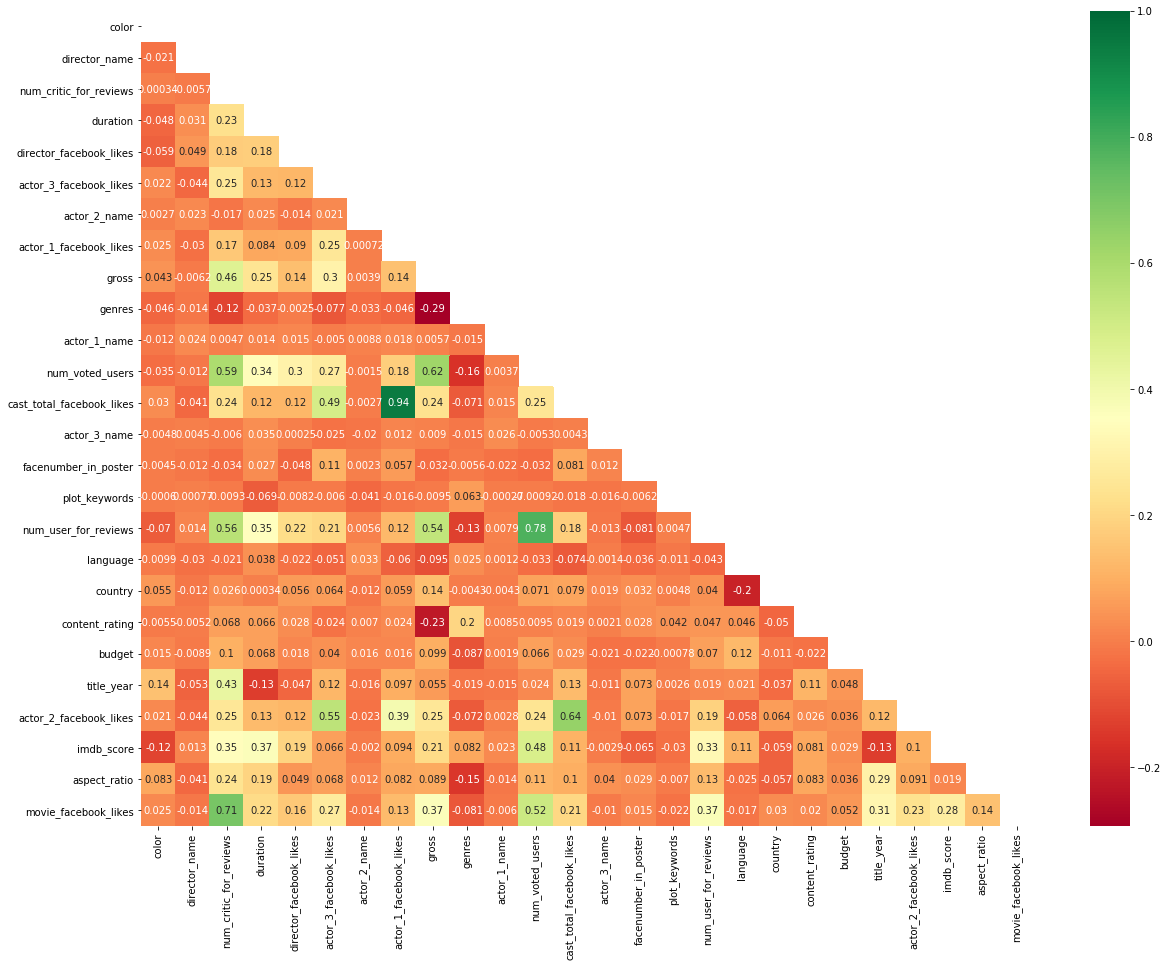 color
director_name -0.021
num_critic_for_reviews 0.00034 -0.0057
duration -0.048 0.031 0.23
director_facebook_likes -0.059 0.049 0.18 0.18
actor_3_facebook_likes 0.022 -0.044 0.25 0.13 0.12
actor_2_name 0.0027 0.023 -0.017 0.025 -0.014 0.021
actor_1_facebook_likes 0.025 -0.03 0.17 0.084 0.09 0.25 0.00072
gross 0.043 -0.0062 0.46 0.25 0.14 0.3 0.0039 0.14
genres -0.046 -0.014 -0.12 -0.037 -0.0025 -0.077 -0.033 -0.046 -0.29
actor_1_name -0.012 0.024 0.0047 0.014 0.015 -0.005 0.0088 0.018 0.0057 -0.015
num_voted_users -0.035 -0.012 0.59 0.34 0.3 0.27 -0.0015 0.18 0.62 -0.16 0.0037
cast_total_facebook_likes 0.03 -0.041 0.24 0.12 0.12 0.49 -0.0027 0.94 0.24 -0.071 0.015 0.25
actor_3_name 0.0045 -0.006 0.035 -0.025 -0.02 0.012 0.009 -0.015 0.026 -0.0053 0.0043
facenumber_in_poster -0.012 -0.034 0.027 -0.048 0.11 0.0023 0.057 -0.032 -0.0056 -0.022 -0.032 0.081 0.012
plot_keywords -0.0093 -0.069 -0.0082 -0.006 -0.041 -0.016 -0.0095 0.063 -0.018 -0.016 -0.0062
num_user_for_reviews -0.07 0.014 0.56 0.35 0.22 0.21 0.0056 0.12 0.54 -0.13 0.0079 0.78 0.18 -0.013 -0.081 0.0047
language 0.0099 -0.03 -0.021 0.038 -0.022 -0.051 0.033 -0.06 -0.095 0.025 0.0012 -0.033 -0.074 -0.0014 -0.036 -0.011 -0.043
country 0.055 -0.012 0.026 0.00034 0.056 0.064 -0.012 0.059 0.14 -0.0043 -0.0043 0.071 0.079 0.019 0.032 0.0048 0.04 -0.2
content_rating 0.068 0.066 0.028 -0.024 0.007 0.024 -0.23 0.2 0.0095 0.019 0.0021 0.028 0.042 0.047 0.046 -0.05
budget 0.015 -0.0089 0.1 0.068 0.018 0.04 0.016 0.016 0.099 -0.087 0.0019 0.066 0.029 -0.021 -0.022 -0.00078 0.07 0.12 -0.011 -0.022
title_year 0.14 -0.053 0.43 -0.13 -0.047 0.12 -0.016 0.097 0.055 -0.019 -0.015 0.024 0.13 -0.011 0.073 0.0026 0.019 0.021 -0.037 0.11 0.048
actor_2_facebook_likes 0.021 -0.044 0.25 0.13 0.12 0.55 -0.023 0.39 0.25 -0.072 0.0028 0.24 0.64 -0.01 0.073 -0.017 0.19 -0.058 0.064 0.026 0.036 0.12
imdb_score -0.12 0.013 0.35 0.37 0.19 0.066 -0.002 0.094 0.21 0.082 0.023 0.48 0.11 -0.0029 -0.065 -0.03 0.33 0.11 -0.059 0.081 0.029 -0.13 0.1
aspect_ratio 0.083 -0.041 0.24 0.19 0.049 0.068 0.012 0.082 0.089 -0.15 -0.014 0.11 0.1 0.04 0.029 -0.007 0.13 -0.025 -0.057 0.083 0.036 0.29 0.091 0.019
movie_facebook_likes 0.025 -0.014 0.71 0.22 0.16 0.27 -0.014 0.13 0.37 -0.081 -0.006 0.52 0.21 -0.01 0.015 -0.022 0.37 -0.017 0.03 0.02 0.052 0.31 0.23 0.28 0.14
color
director_name
num_critic_for_reviews
duration
director_facebook_likes
actor_3_facebook_likes
actor_2_name
actor_1_facebook_likes
gross
genres
actor_1_name
num_voted_users
cast_total_facebook_likes
actor_3_name
facenumber_in_poster
plot_keywords
num_user_for_reviews
language
country
content_rating
budget
title_year
actor_2_facebook_likes
imdb_score
aspect_ratio
movie_facebook_likes
1.0
0.8
0.6
0.4
0.2
0.0
−0.2